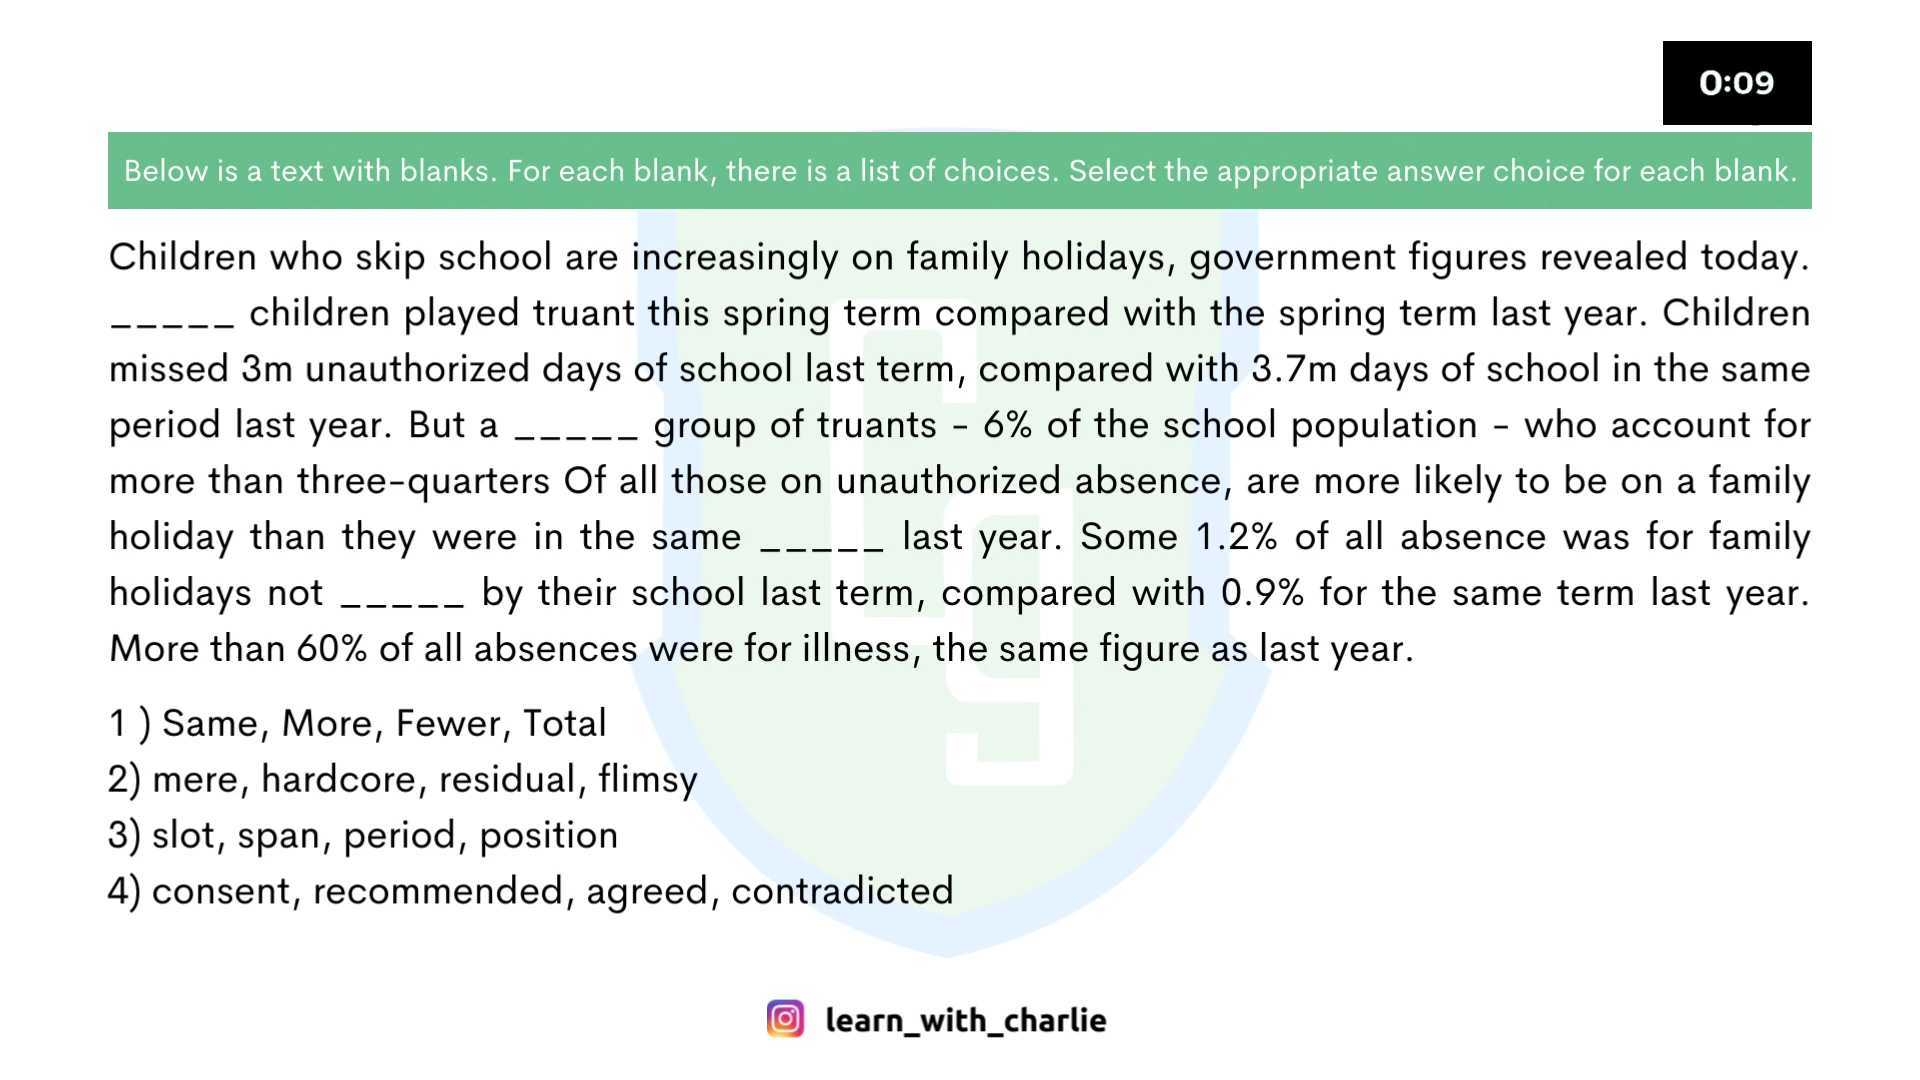 0:09
Below is a text with blanks. For each blank, there is a list of choices. Select the appropriate answer choice for each blank.
Children who skip school are increasingly on family holidays, government figures revealed today.
_____ children played truant this spring term compared with the spring term last year. Children
missed 3m unauthorized days of school last term, compared with 3.7m days of school in the same
period last year. But a _____ group of truants - 6% of the school population - who account for
more than three-quarters Of all those on unauthorized absence, are more likely to be on a family
holiday than they were in the same _____ last year. Some 1.2% of all absence was for family
holidays not _____ by their school last term, compared with 0.9% for the same term last year.
More than 60% of all absences were for illness, the same figure as last year.
1 ) Same, More, Fewer, Total
2) mere, hardcore, residual, flimsy
3) slot, span, period, position
4) consent, recommended, agreed, contradicted
learn_with_charlie